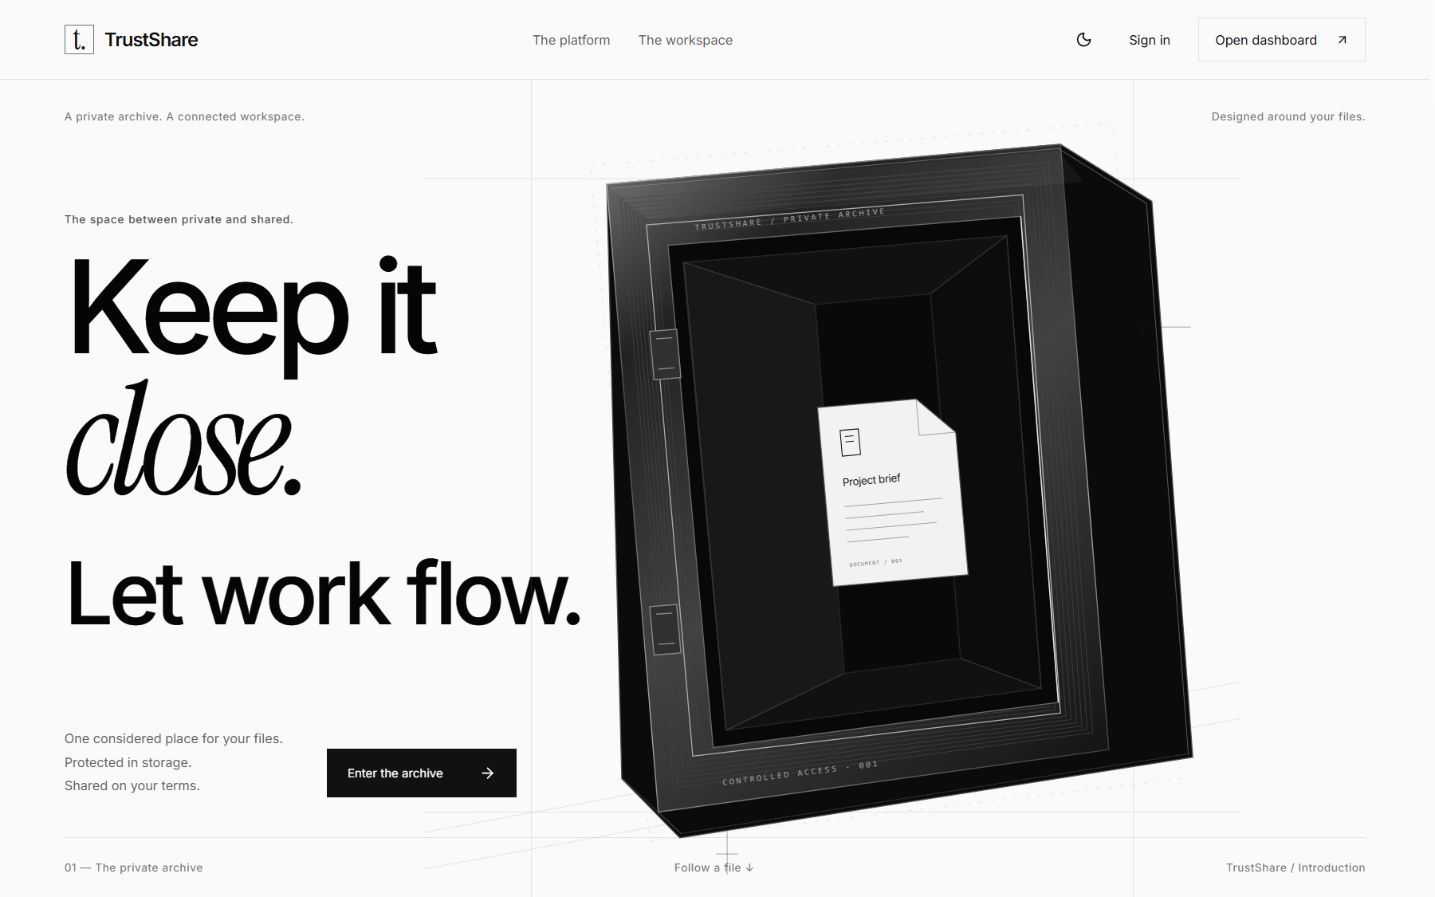 t.
TrustShare
The platform
The workspace
Sign in
Open dashboard
A private archive. A connected workspace.
Designed around your files.
The space between private and shared.
Keep it
close.
Let work flow.
TRUSTSHARE / PRIVATE ARCHIVE
Project brief
DOCUMENT / 001
CONTROLLED ACCESS - 001
One considered place for your files.
Protected in storage.
Shared on your terms.
Enter the archive →
01 — The private archive
Follow a file ↓
TrustShare / Introduction